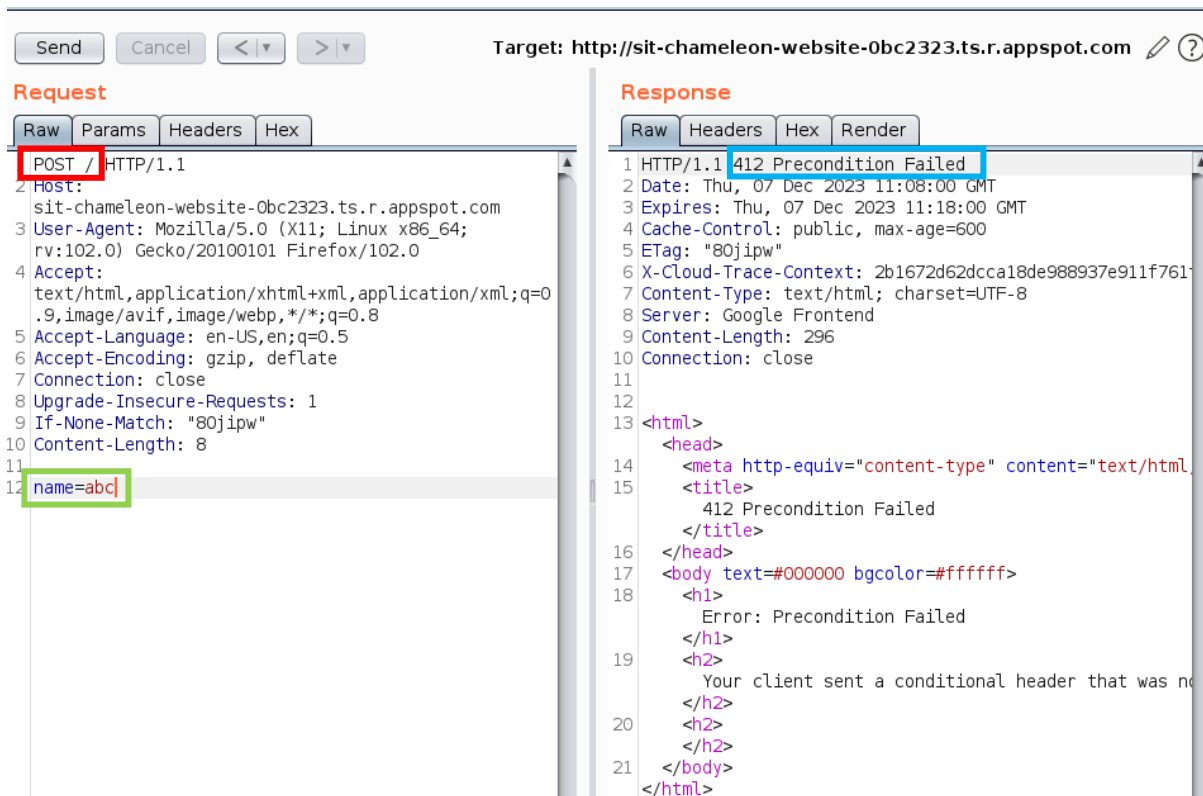 Send Cancel < > Target: http://sit-chameleon-website-0bc2323.ts.r.appspot.com ?
Request
Raw Params Headers Hex
POST / HTTP/1.1
2 Host:
sit-chameleon-website-0bc2323.ts.r.appspot.com
3 User-Agent: Mozilla/5.0 (X11; Linux x86_64;
rv:102.0) Gecko/20100101 Firefox/102.0
4 Accept:
text/html,application/xhtml+xml,application/xml;q=0
.9,image/avif,image/webp,*/*;q=0.8
5 Accept-Language: en-US,en;q=0.5
6 Accept-Encoding: gzip, deflate
7 Connection: close
8 Upgrade-Insecure-Requests: 1
9 If-None-Match: "80jipw"
10 Content-Length: 8
11
12 name=abc
Response
Raw Headers Hex Render
1 HTTP/1.1 412 Precondition Failed
2 Date: Thu, 07 Dec 2023 11:08:00 GMT
3 Expires: Thu, 07 Dec 2023 11:18:00 GMT
4 Cache-Control: public, max-age=600
5 ETag: "80jipw"
6 X-Cloud-Trace-Context: 2b1672d62dcca18de988937e911f761
7 Content-Type: text/html; charset=UTF-8
8 Server: Google Frontend
9 Content-Length: 296
10 Connection: close
11
12
13 <html>
<head>
14 <meta http-equiv="content-type" content="text/html
15 <title>
412 Precondition Failed
</title>
16 </head>
17 <body text=#000000 bgcolor=#ffffff>
18 <h1>
Error: Precondition Failed
</h1>
19 <h2>
Your client sent a conditional header that was
</h2>
20 <h2>
</h2>
21 </body>
</html>